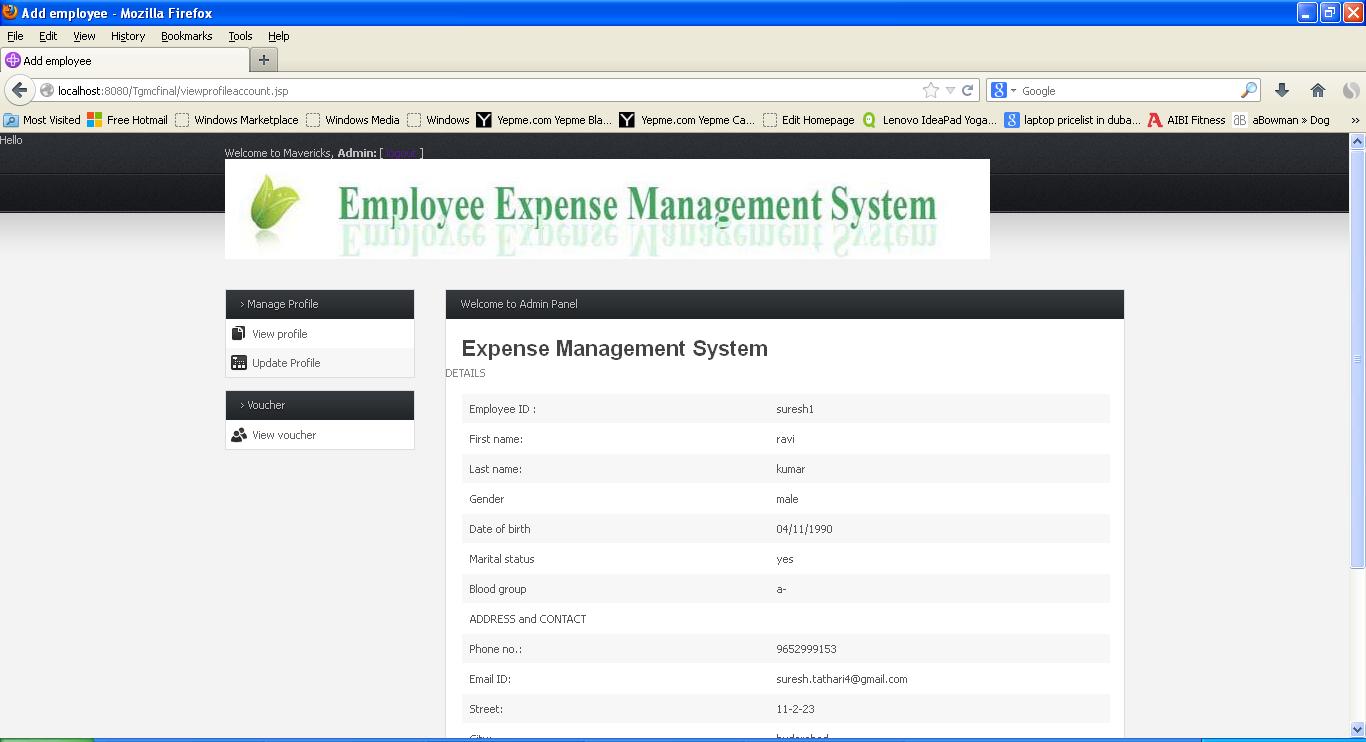 Add employee - Mozilla Firefox
File Edit View History Bookmarks Tools Help
Add employee
localhost:8080/Tgmcfinal/viewprofileaccount.jsp
Google
Most Visited Free Hotmail Windows Marketplace Windows Media Windows Yepme.com Yepme Bla... Yepme.com Yepme Ca... Edit Homepage Lenovo IdeaPad Yoga... laptop pricelist in duba... AIBI Fitness aBowman » Dog »
Hello
Welcome to Mavericks, Admin: [ logout ]
Employee Expense Management System
> Manage Profile
View profile
Update Profile
> Voucher
View voucher
Welcome to Admin Panel
Expense Management System
DETAILS
Employee ID : suresh1
First name: ravi
Last name: kumar
Gender male
Date of birth 04/11/1990
Marital status yes
Blood group a-
ADDRESS and CONTACT
Phone no.: 9652999153
Email ID: suresh.tathari4@gmail.com
Street: 11-2-23